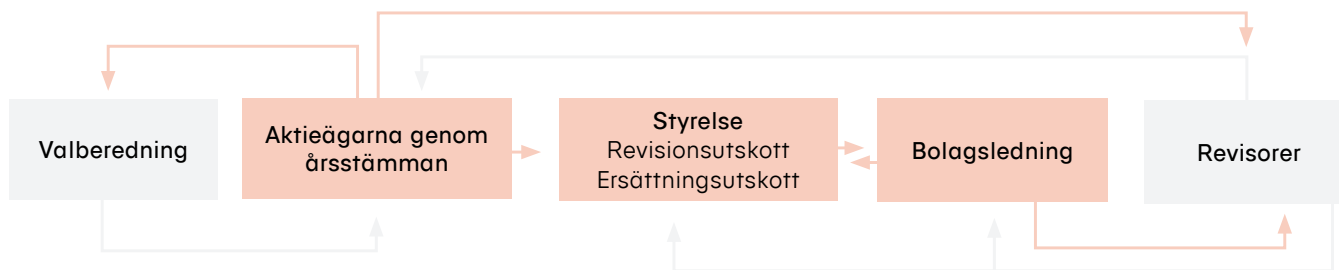 Valberedning
Aktieägarna genom
årsstämman
Styrelse
Revisionsutskott
Ersättningsutskott
Bolagsledning
Revisorer